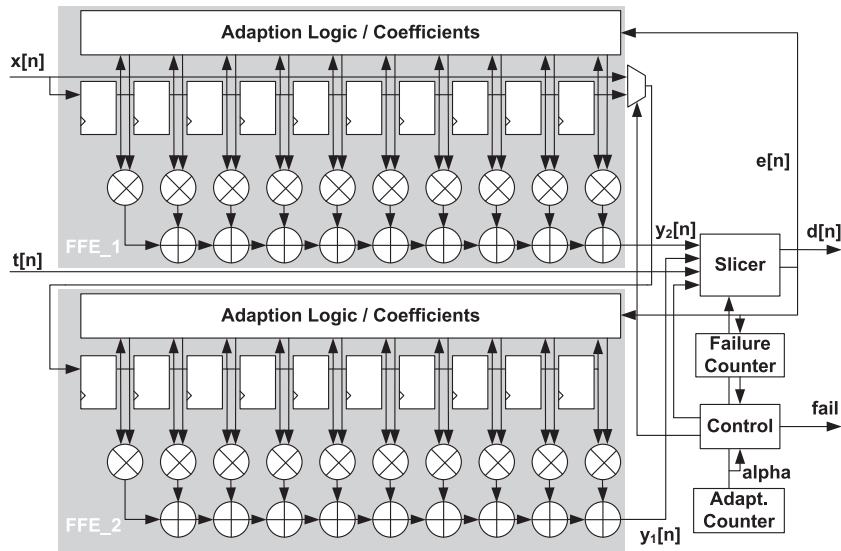 Adaption Logic / Coefficients
x[n]
e[n]
FFE_1
y2[n]
d[n]
t[n]
Slicer
Adaption Logic / Coefficients
Failure
Counter
fail
Control
alpha
Adapt.
Counter
FFE_2
y1[n]